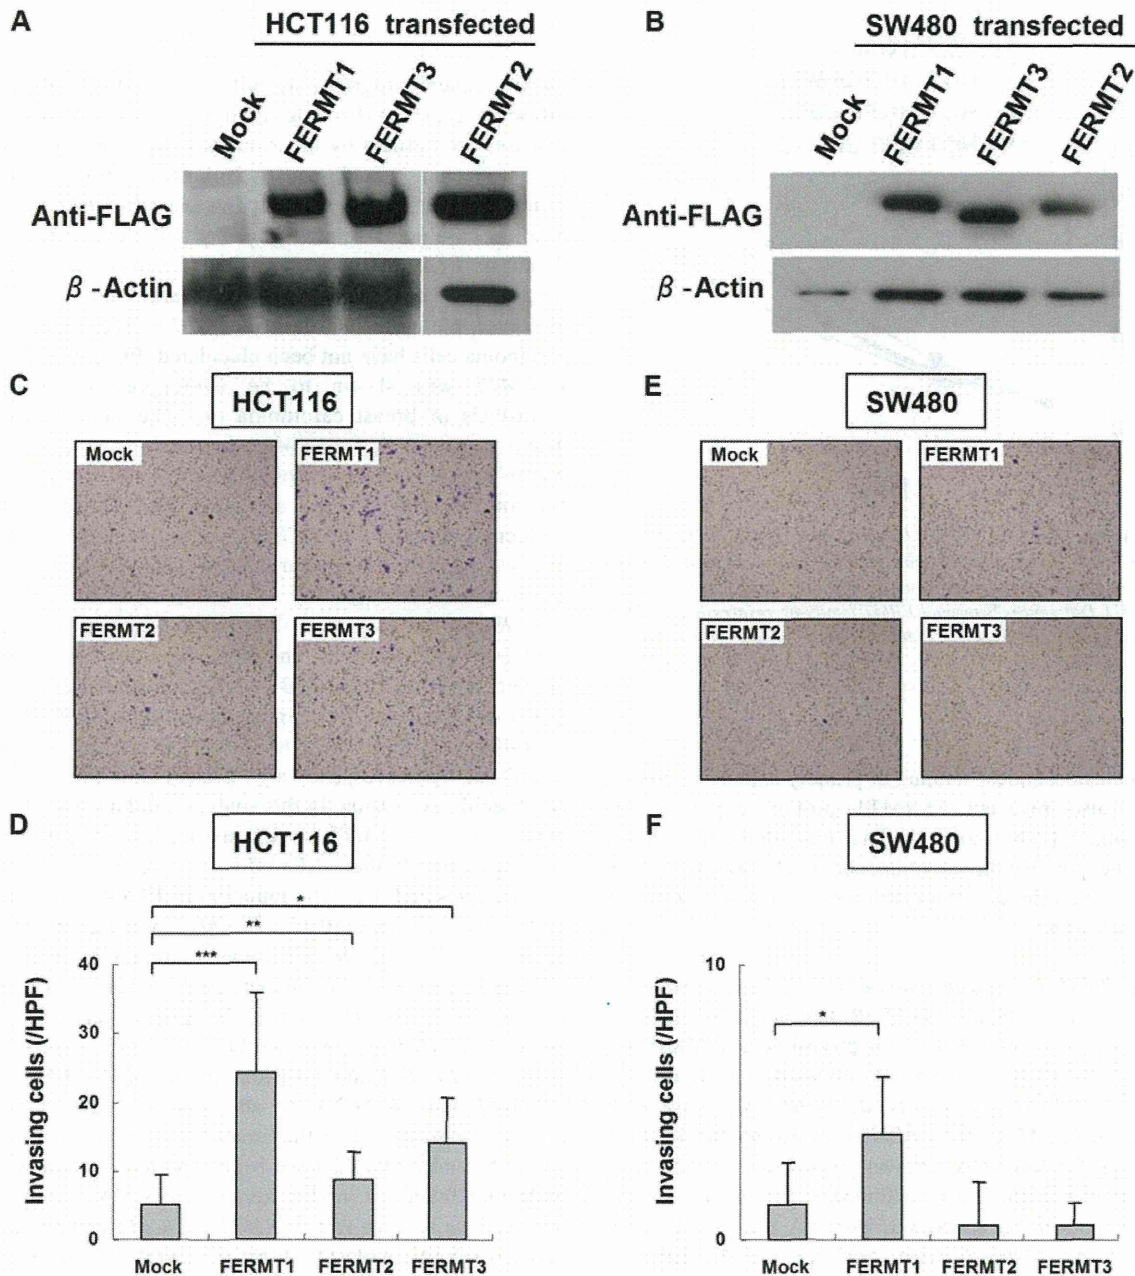 A
HCT116 transfected
Mock
FERMT1
FERMT3
FERMT2
Anti-FLAG
β-Actin
B
SW480 transfected
Mock
FERMT1
FERMT3
FERMT2
Anti-FLAG
β-Actin
C
HCT116
Mock
FERMT1
FERMT2
FERMT3
E
SW480
Mock
FERMT1
FERMT2
FERMT3
D
HCT116
*
**
***
40
30
20
10
0
Invasing cells (/HPF)
Mock FERMT1 FERMT2 FERMT3
F
SW480
*
10
0
Invasing cells (/HPF)
Mock FERMT1 FERMT2 FERMT3